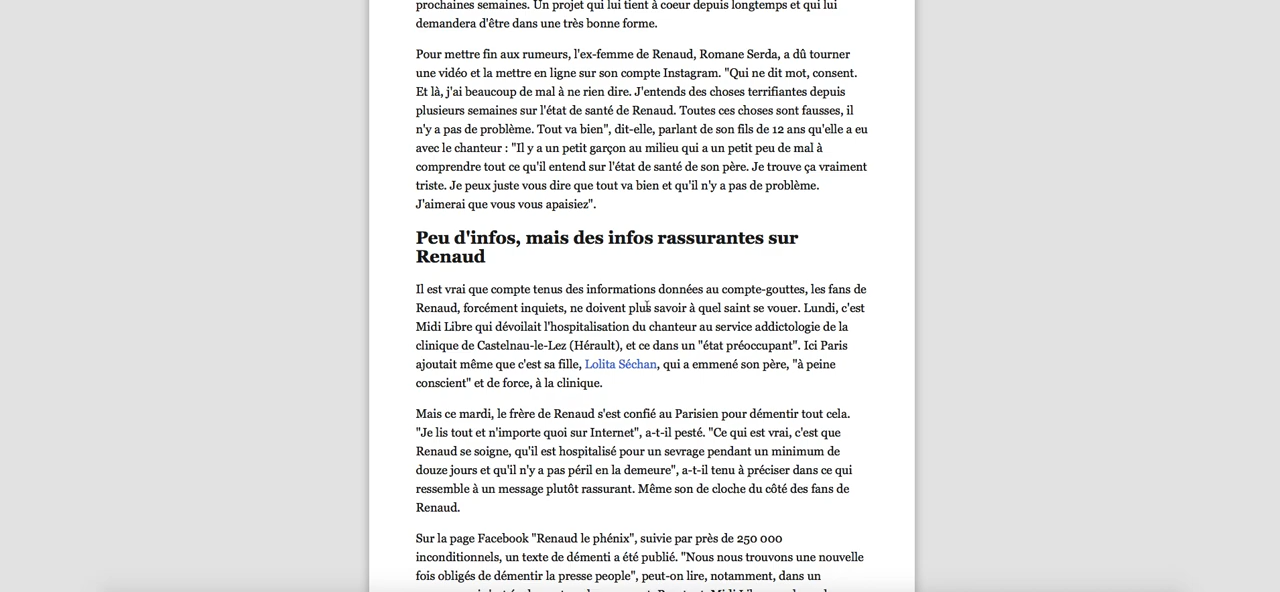 prochaines semaines. Un projet qui lui tient à coeur depuis longtemps et qui lui
demandera d'être dans une très bonne forme.
Pour mettre fin aux rumeurs, l'ex-femme de Renaud, Romane Serda, a dû tourner
une vidéo et la mettre en ligne sur son compte Instagram. "Qui ne dit mot, consent.
Et là, j'ai beaucoup de mal à ne rien dire. J'entends des choses terrifiantes depuis
plusieurs semaines sur l'état de santé de Renaud. Toutes ces choses sont fausses, il
n'y a pas de problème. Tout va bien", dit-elle, parlant de son fils de 12 ans qu'elle a eu
avec le chanteur : "Il y a un petit garçon au milieu qui a un petit peu de mal à
comprendre tout ce qu'il entend sur l'état de santé de son père. Je trouve ça vraiment
triste. Je peux juste vous dire que tout va bien et qu'il n'y a pas de problème.
J'aimerai que vous vous apaisiez".
Peu d'infos, mais des infos rassurantes sur
Renaud
Il est vrai que compte tenus des informations données au compte-gouttes, les fans de
Renaud, forcément inquiets, ne doivent plus savoir à quel saint se vouer. Lundi, c'est
Midi Libre qui dévoilait l'hospitalisation du chanteur au service addictologie de la
clinique de Castelnau-le-Lez (Hérault), et ce dans un "état préoccupant". Ici Paris
ajoutait même que c'est sa fille, Lolita Séchan, qui a emmené son père, "à peine
conscient" et de force, à la clinique.
Mais ce mardi, le frère de Renaud s'est confié au Parisien pour démentir tout cela.
"Je lis tout et n'importe quoi sur Internet", a-t-il pesté. "Ce qui est vrai, c'est que
Renaud se soigne, qu'il est hospitalisé pour un sevrage pendant un minimum de
douze jours et qu'il n'y a pas péril en la demeure", a-t-il tenu à préciser dans ce qui
ressemble à un message plutôt rassurant. Même son de cloche du côté des fans de
Renaud.
Sur la page Facebook "Renaud le phénix", suivie par près de 250 000
inconditionnels, un texte de démenti a été publié. "Nous nous trouvons une nouvelle
fois obligés de démentir la presse people", peut-on lire, notamment, dans un